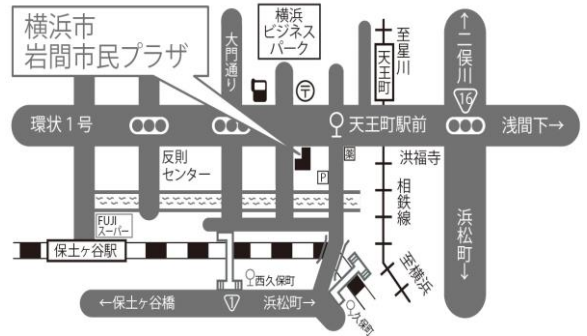 横浜市
岩間市民プラザ
大門通り
横浜
ビジネス
パーク
至星川
天王町
←二俣川
16
環状1号
〒
天王町駅前
浅間下→
反則
センター
薬
P
洪福寺
相鉄線
浜松町→
FUJI
スーパー
保土ヶ谷駅
西久保町
至横浜
←保土ヶ谷橋
1
浜松町→
久保町